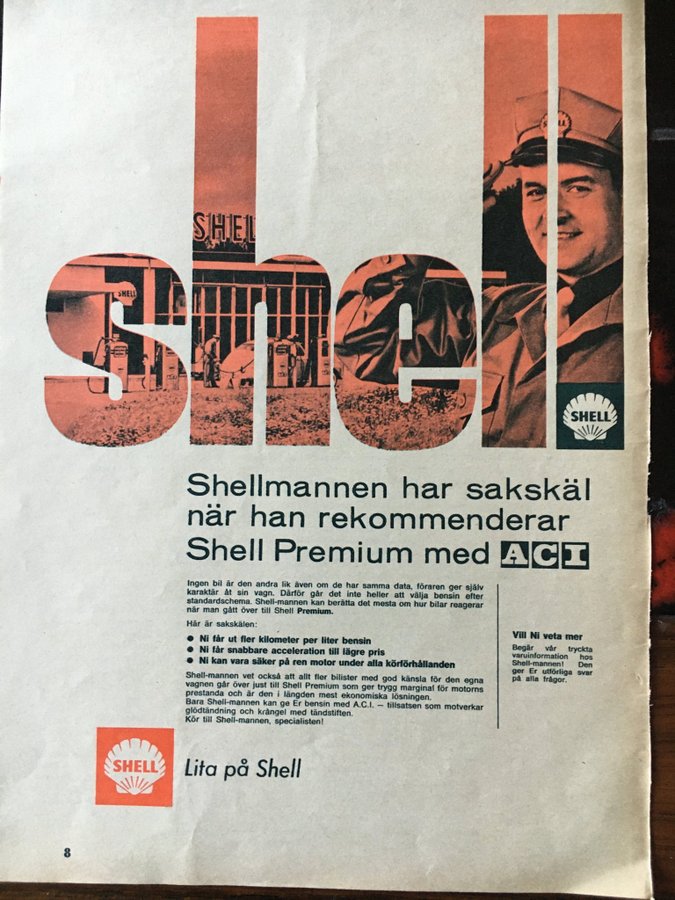 shell
SHELL
SHEL
SHELL
SHELL
Shellmannen har sakskäl
när han rekommenderar
Shell Premium med ACI
Ingen bil är den andra lik även om de har samma data, föraren ger själv
karaktär åt sin vagn. Därför går det inte heller att välja bensin efter
standardschema. Shell-mannen kan berätta det mesta om hur bilar reagerar
när man gått över till Shell Premium.
Här är sakskälen:
● Ni får ut fler kilometer per liter bensin
● Ni får snabbare acceleration till lägre pris
● Ni kan vara säker på ren motor under alla körförhållanden
Shell-mannen vet också att allt fler bilister med god känsla för den egna
vagnen går över just till Shell Premium som ger trygg marginal för motorns
prestanda och är den i längden mest ekonomiska lösningen.
Bara Shell-mannen kan ge Er bensin med A.C.I. — tillsatsen som motverkar
glödtändning och krångel med tändstiften.
Kör till Shell-mannen, specialisten!
Vill Ni veta mer
Begär vår tryckta
varuinformation hos
Shell-mannen! Den
ger Er utförliga svar
på alla frågor.
SHELL
Lita på Shell
8